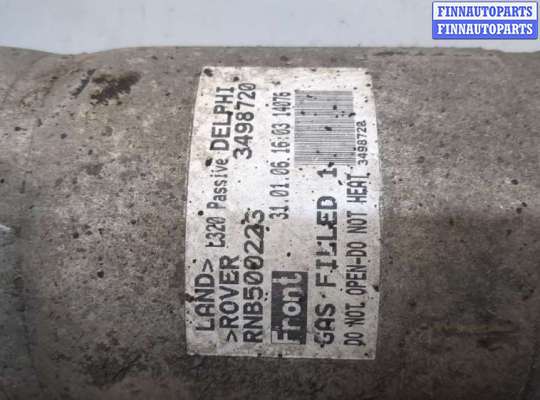 FINNAUTOPARTS
FINNAUTOPARTS
LAND> L320 Passive DELPHI
>ROVER 3498720
RNB500223
Front 31.01.06.16:03 14076
GAS FILLED 1
DO NOT OPEN-DO NOT HEAT 3498720